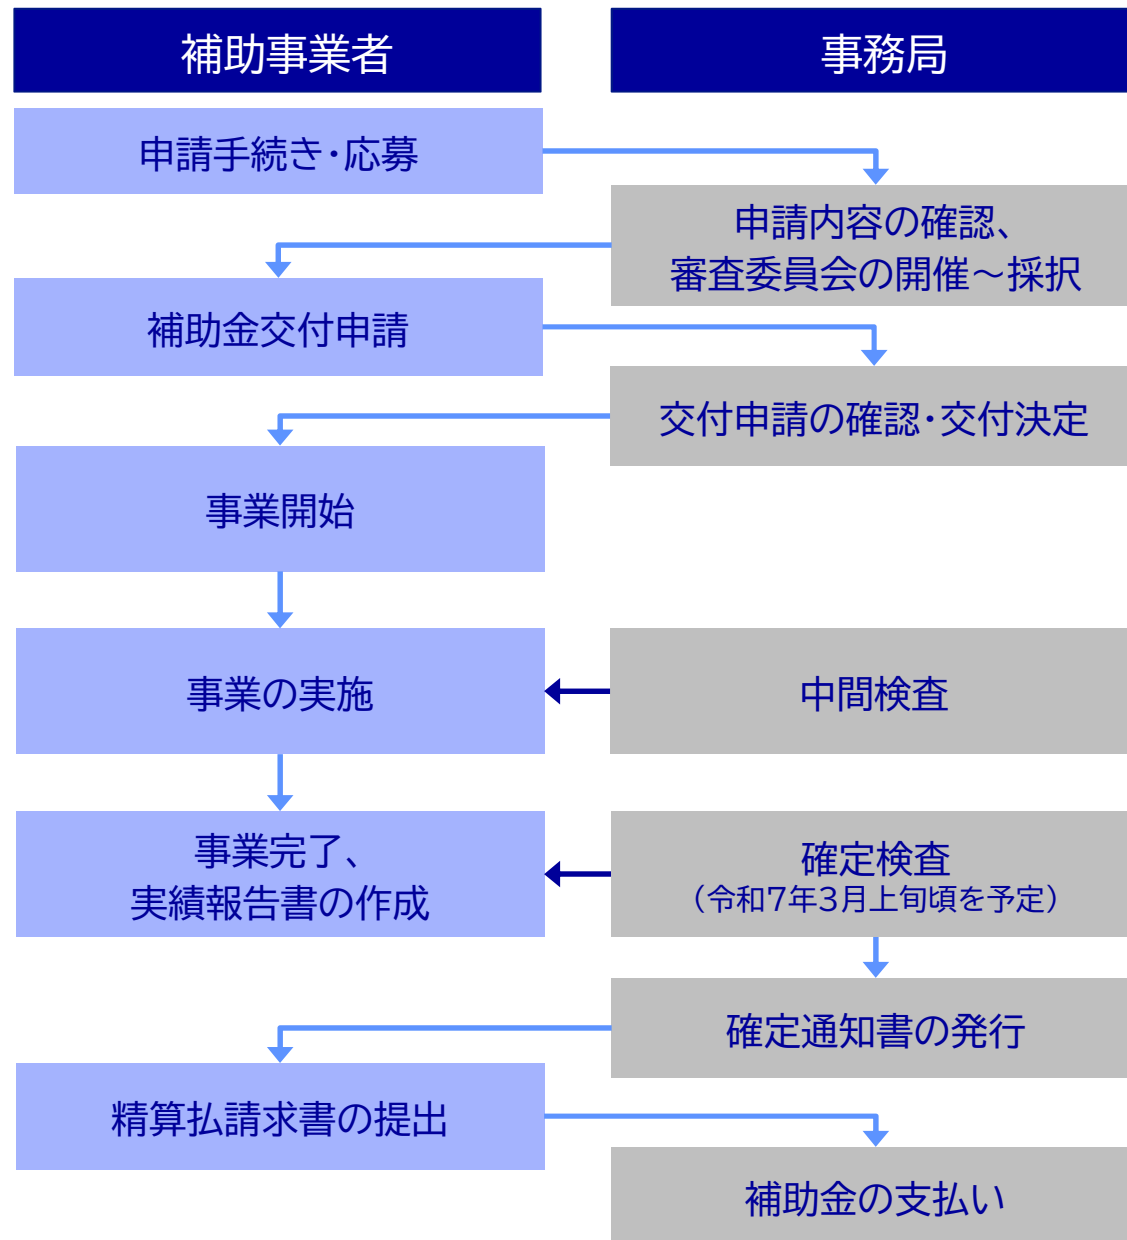 補助事業者
事務局
申請手続き・応募
申請内容の確認、
審査委員会の開催～採択
補助金交付申請
交付申請の確認・交付決定
事業開始
事業の実施
中間検査
事業完了、
実績報告書の作成
確定検査
（令和7年3月上旬頃を予定）
確定通知書の発行
精算払請求書の提出
補助金の支払い